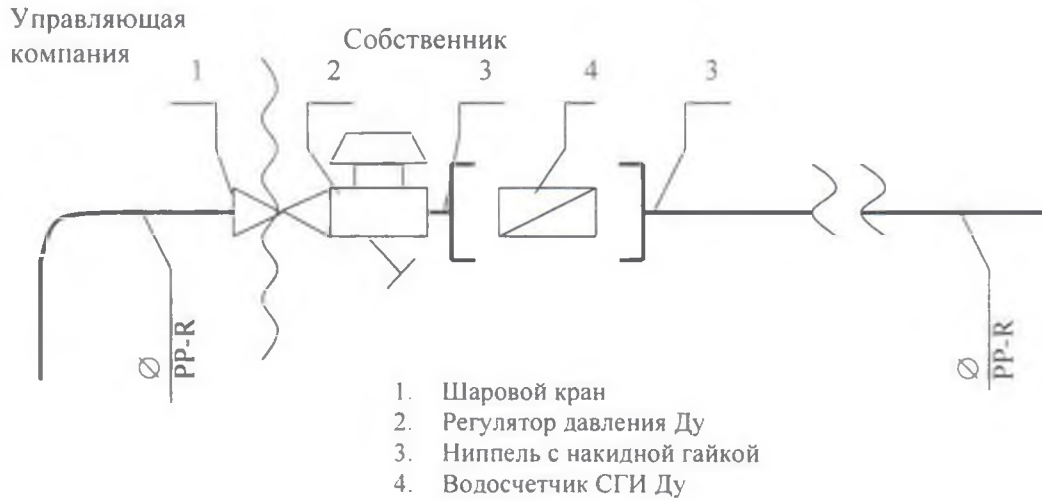 Управляющая
компания
Собственник
1 2 3 4 3
Ø PP-R
Ø PP-R
1. Шаровой кран
2. Регулятор давления Ду
3. Ниппель с накидной гайкой
4. Водосчетчик СГИ Ду